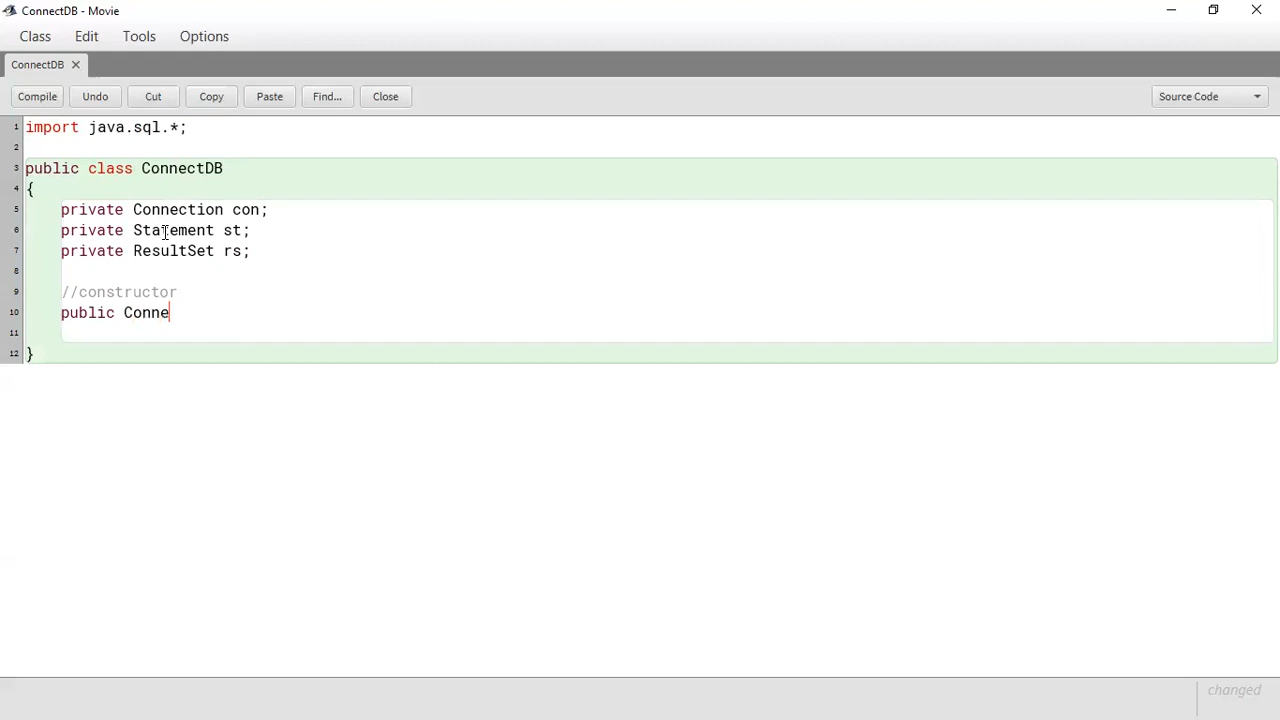 ConnectDB - Movie
Class Edit Tools Options
ConnectDB ×
Compile Undo Cut Copy Paste Find... Close Source Code
1 import java.sql.*;
2
3 public class ConnectDB
4 {
5 private Connection con;
6 private Statement st;
7 private ResultSet rs;
8
9 //constructor
10 public Conne
11
12 }
changed